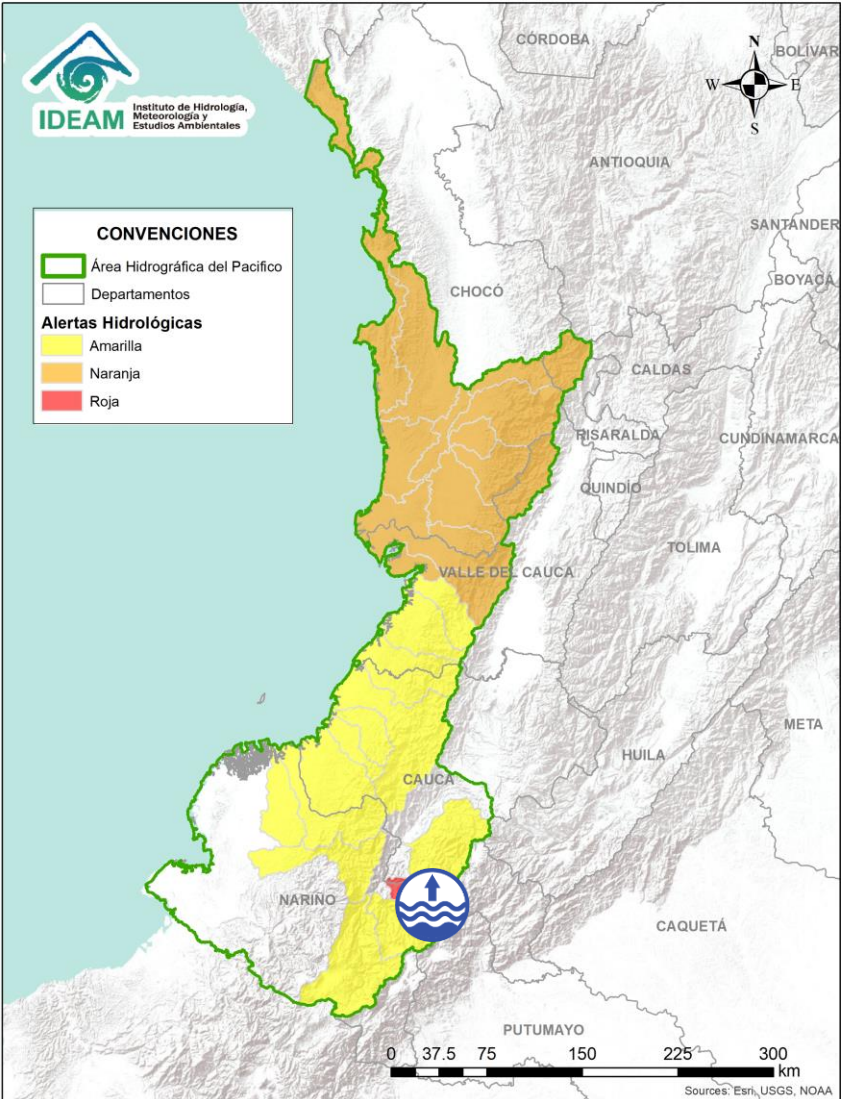 IDEAM
Instituto de Hidrología,
Meteorología y
Estudios Ambientales
CÓRDOBA
BOLÍVAR
N
W
E
S
ANTIOQUIA
SANTANDER
BOYACÁ
CONVENCIONES
Área Hidrográfica del Pacifico
Departamentos
Alertas Hidrológicas
Amarilla
Naranja
Roja
CHOCÓ
CALDAS
RISARALDA
CUNDINAMARCA
QUINDÍO
TOLIMA
VALLE DEL CAUCA
META
HUILA
CAUCA
NARIÑO
CAQUETÁ
PUTUMAYO
0 37.5 75 150 225 300
km
Sources: Esri, USGS, NOAA